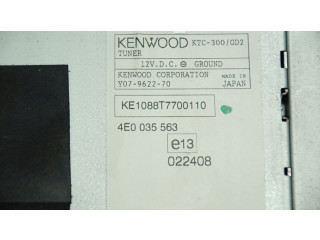 KENWOOD KTC-300/GD2
TUNER
12V.D.C. ⊖ GROUND
KENWOOD CORPORATION MADE IN
Y07-9622-70 JAPAN
KE1088T7700110
4E0 035 563
e13
022408